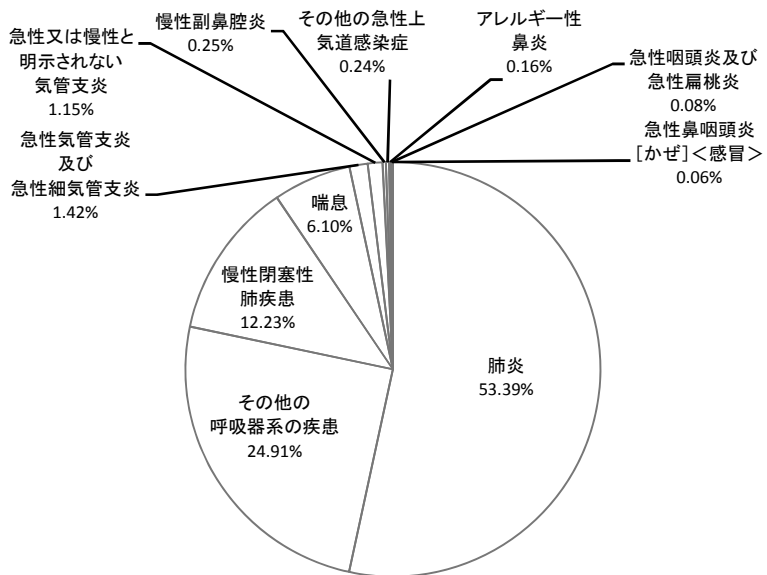 急性又は慢性と
明示されない
気管支炎
1.15%
慢性副鼻腔炎
0.25%
その他の急性上
気道感染症
0.24%
アレルギー性
鼻炎
0.16%
急性咽頭炎及び
急性扁桃炎
0.08%
急性鼻咽頭炎
[かぜ]＜感冒＞
0.06%
急性気管支炎
及び
急性細気管支炎
1.42%
喘息
6.10%
慢性閉塞性
肺疾患
12.23%
その他の
呼吸器系の疾患
24.91%
肺炎
53.39%